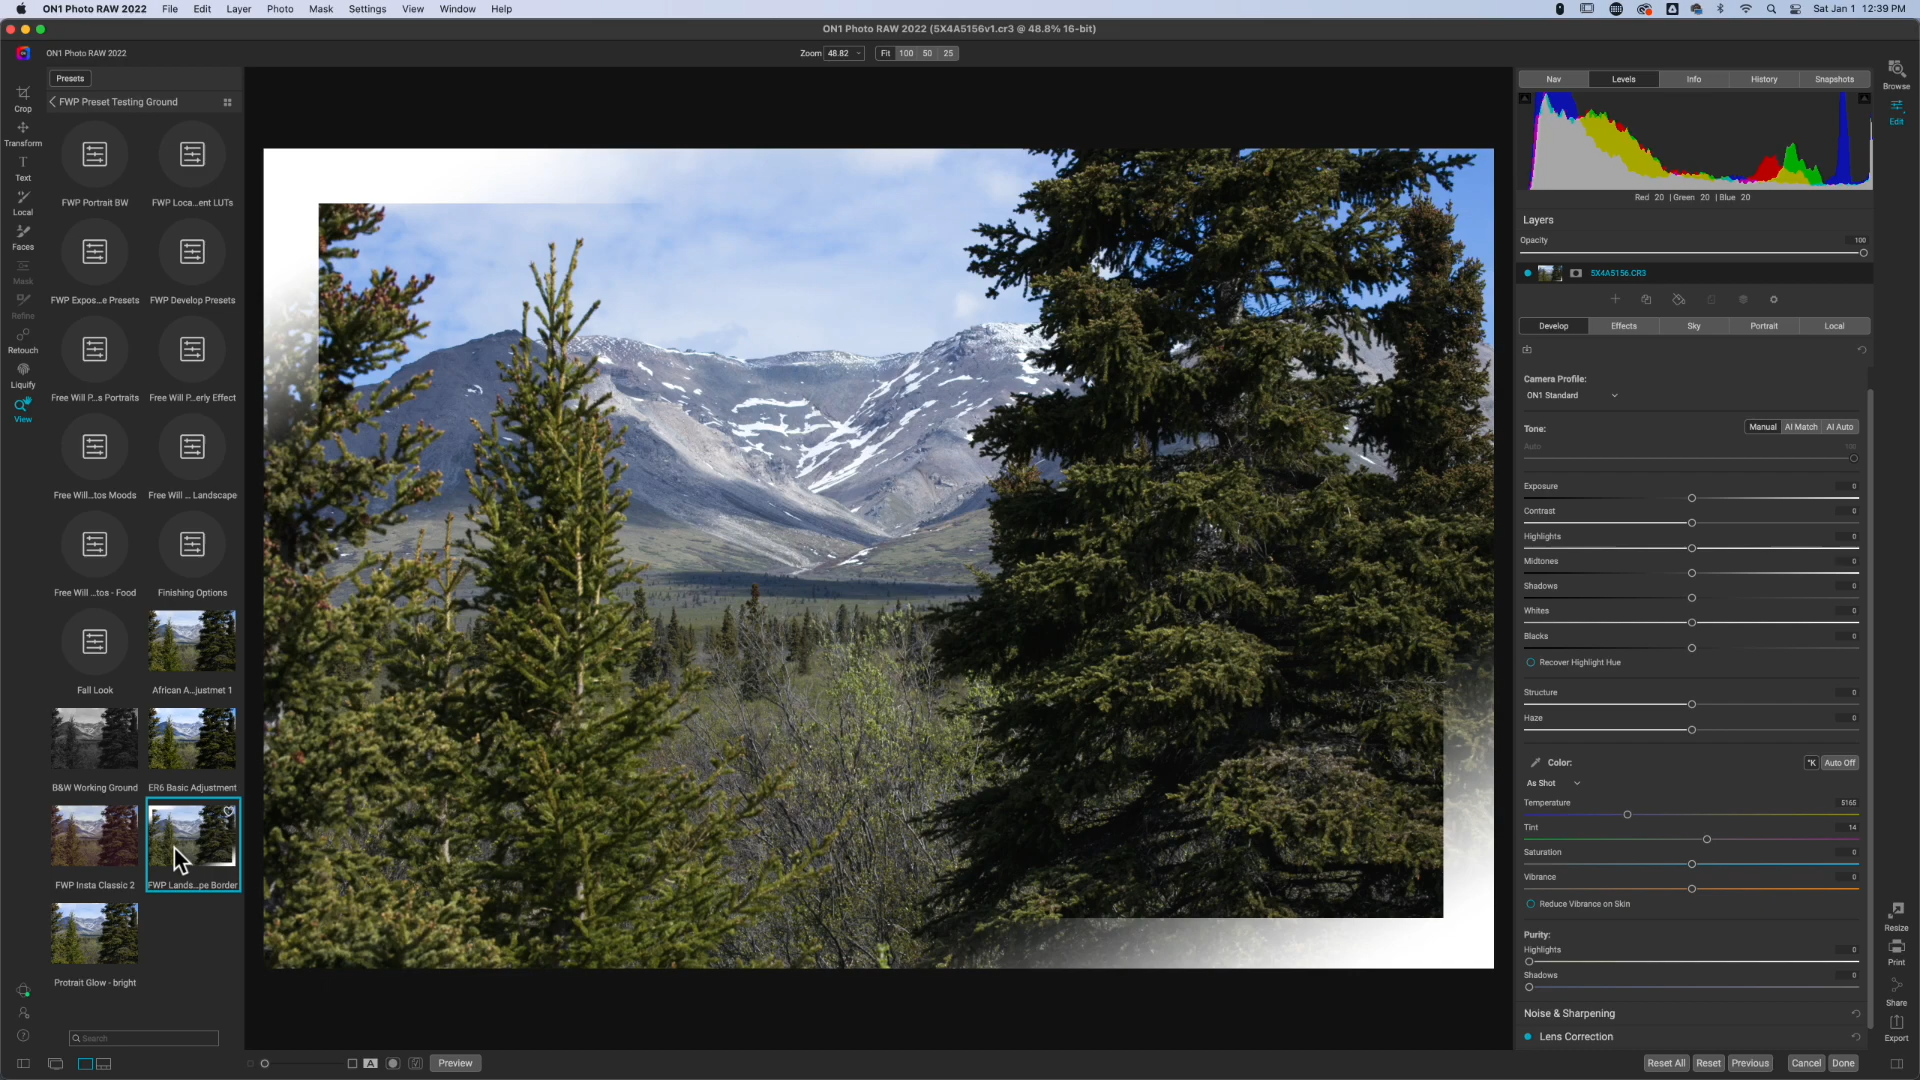 ON1 Photo RAW 2022 File Edit Layer Photo Mask Settings View Window Help Sat Jan 1 12:39 PM
ON1 Photo RAW 2022 (5X4A5156v1.cr3 @ 48.8% 16-bit)
ON1 Photo RAW 2022
Zoom 48.82 Fit 100 50 25
Presets
FWP Preset Testing Ground
Crop
Transform
Text
Local
Faces
Mask
Refine
Retouch
Liquify
View
FWP Portrait BW FWP Loca...ent LUTs
FWP Expos...e Presets FWP Develop Presets
Free Will P...s Portraits Free Will P...erly Effect
Free Will...tos Moods Free Will ... Landscape
Free Will ...tos - Food Finishing Options
Fall Look African A...justmet 1
B&W Working Ground ER6 Basic Adjustment
FWP Insta Classic 2 FWP Lands...pe Border
Protrait Glow - bright
Search
A Preview
Nav Levels Info History Snapshots
Red 20 | Green 20 | Blue 20
Layers
Opacity 100
5X4A5156.CR3
Develop Effects Sky Portrait Local
Camera Profile:
ON1 Standard
Tone: Manual AI Match AI Auto
Auto 100
Exposure 0
Contrast 0
Highlights 0
Midtones 0
Shadows 0
Whites 0
Blacks 0
Recover Highlight Hue
Structure 0
Haze 0
Color: °K Auto Off
As Shot
Temperature 5165
Tint 14
Saturation 0
Vibrance 0
Reduce Vibrance on Skin
Purity:
Highlights 0
Shadows 0
Noise & Sharpening
Lens Correction
Reset All Reset Previous Cancel Done
Browse
Edit
Resize
Print
Share
Export